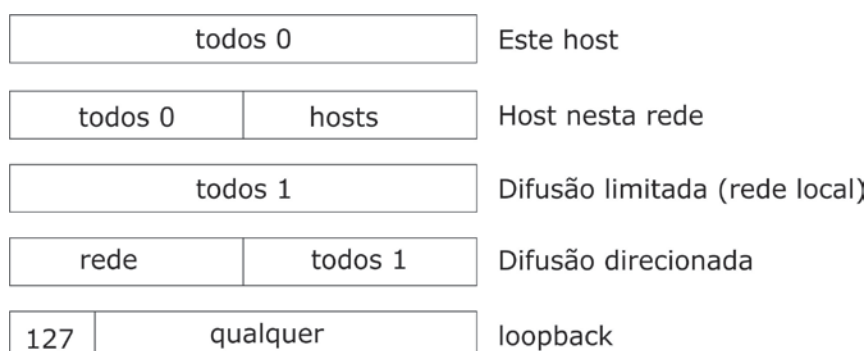 todos 0 Este host
todos 0 hosts Host nesta rede
todos 1 Difusão limitada (rede local)
rede todos 1 Difusão direcionada
127 qualquer loopback